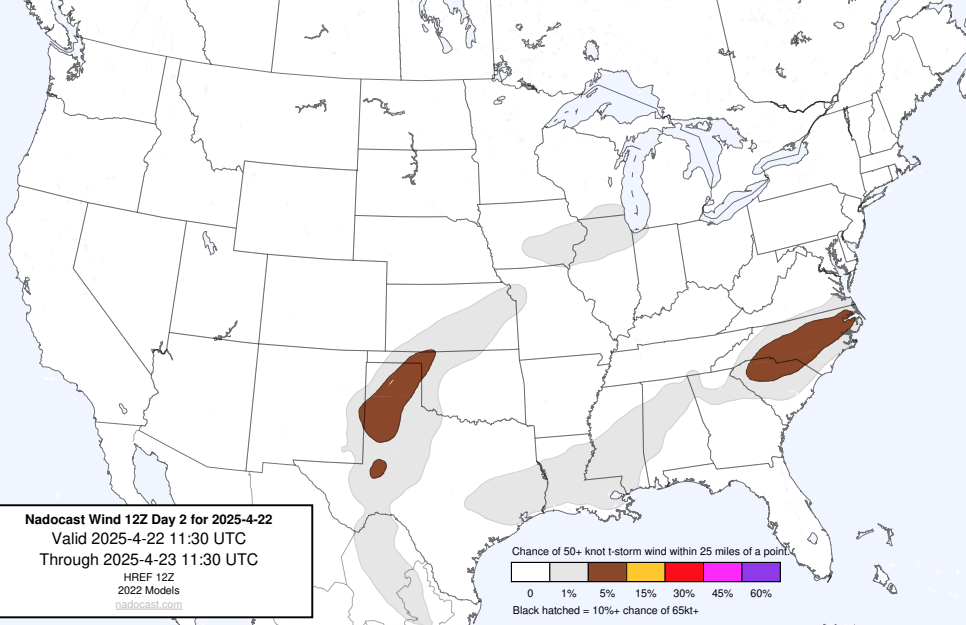 Nadocast Wind 12Z Day 2 for 2025-4-22
Valid 2025-4-22 11:30 UTC
Through 2025-4-23 11:30 UTC
HREF 12Z
2022 Models
nadocast.com
Chance of 50+ knot t-storm wind within 25 miles of a point.
0 1% 5% 15% 30% 45% 60%
Black hatched = 10%+ chance of 65kt+